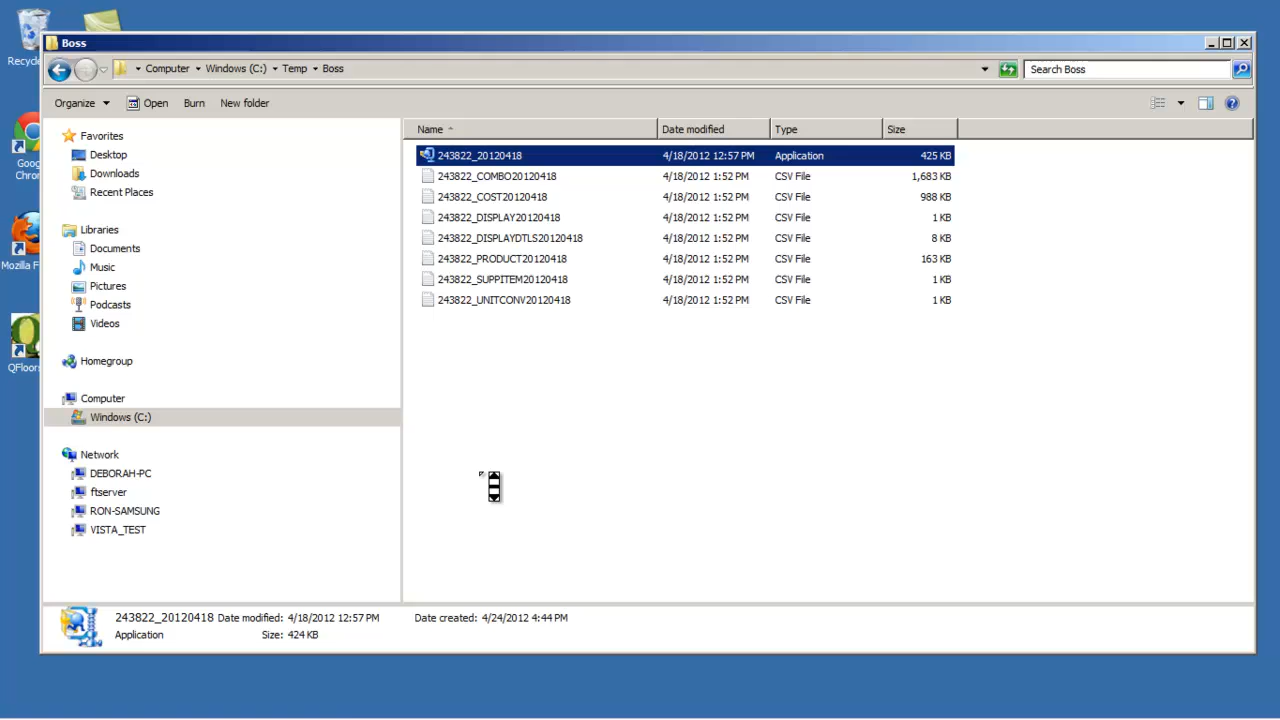 Boss
Recycle
Computer Windows (C:) Temp Boss
Search Boss
Organize Open Burn New folder
Favorites
Desktop
Downloads
Recent Places
Libraries
Documents
Music
Pictures
Podcasts
Videos
Homegroup
Computer
Windows (C:)
Network
DEBORAH-PC
ftserver
RON-SAMSUNG
VISTA_TEST
Goog
Chron
Mozilla F
QFloors
Name Date modified Type Size
243822_20120418 4/18/2012 12:57 PM Application 425 KB
243822_COMBO20120418 4/18/2012 1:52 PM CSV File 1,683 KB
243822_COST20120418 4/18/2012 1:52 PM CSV File 988 KB
243822_DISPLAY20120418 4/18/2012 1:52 PM CSV File 1 KB
243822_DISPLAYDTLS20120418 4/18/2012 1:52 PM CSV File 8 KB
243822_PRODUCT20120418 4/18/2012 1:52 PM CSV File 163 KB
243822_SUPPITEM20120418 4/18/2012 1:52 PM CSV File 1 KB
243822_UNITCONV20120418 4/18/2012 1:52 PM CSV File 1 KB
243822_20120418 Date modified: 4/18/2012 12:57 PM Date created: 4/24/2012 4:44 PM
Application Size: 424 KB